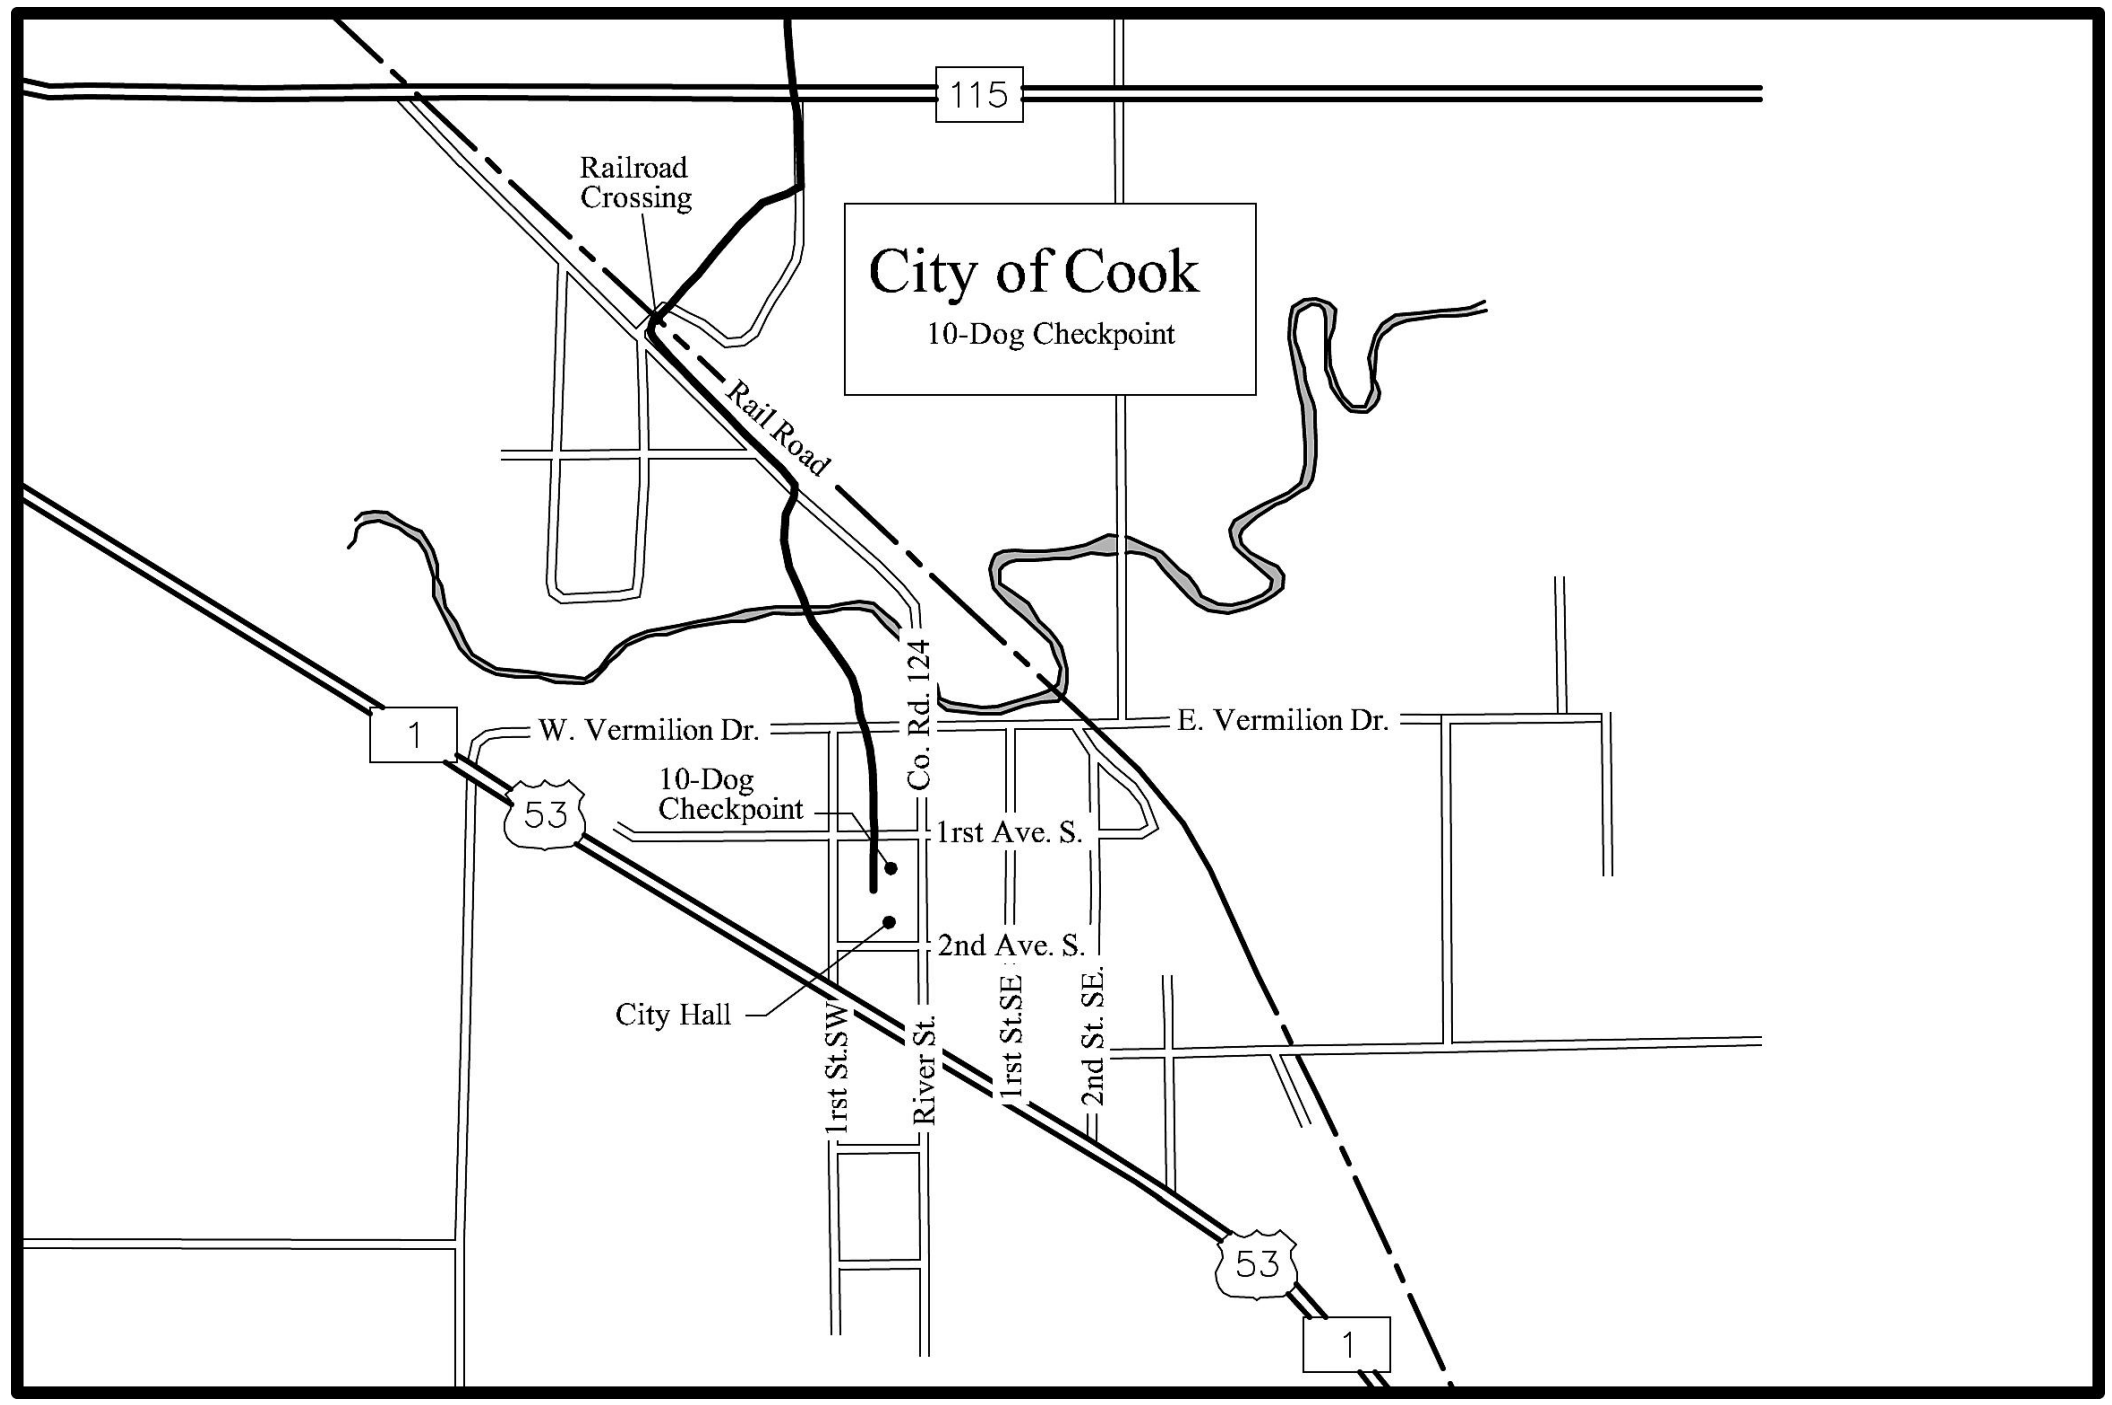 115
Railroad
Crossing
City of Cook
10-Dog Checkpoint
Rail Road
Co. Rd. 124
1
W. Vermilion Dr.
E. Vermilion Dr.
10-Dog
Checkpoint
53
1rst Ave. S.
2nd Ave. S.
City Hall
1rst St.SW
River St.
1rst St.SE
2nd St. SE.
53
1